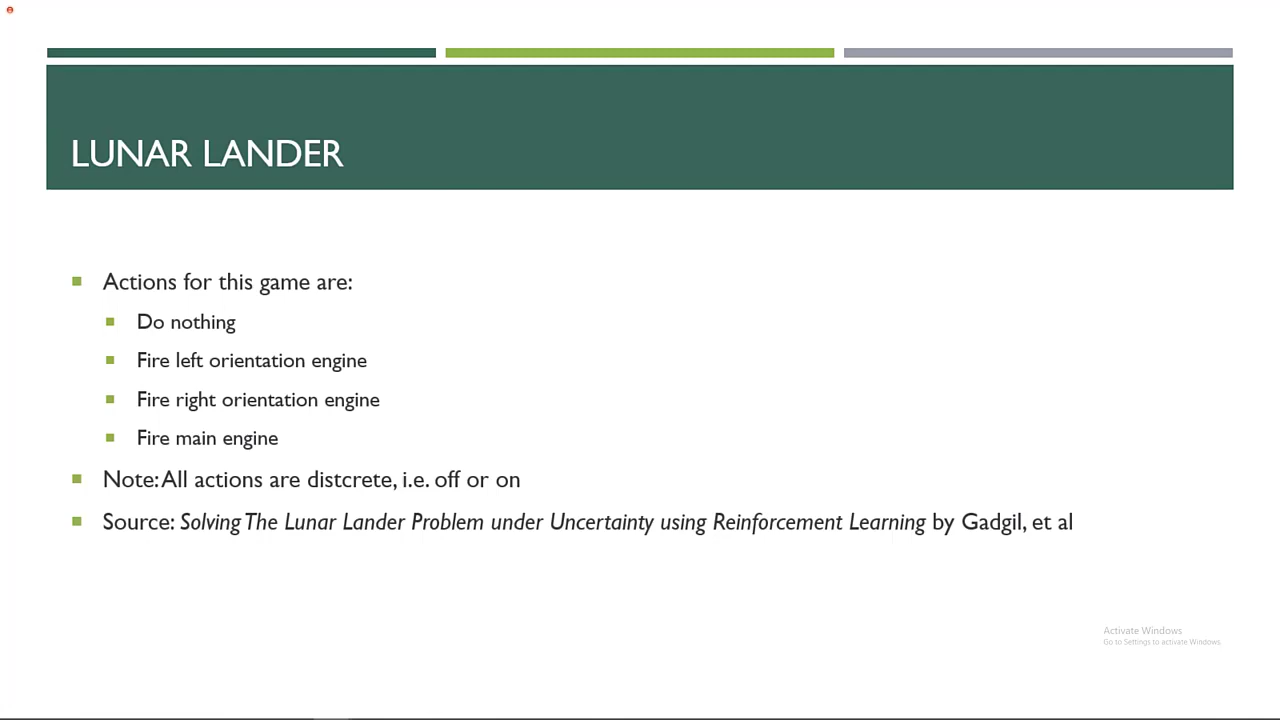 LUNAR LANDER
Actions for this game are:
Do nothing
Fire left orientation engine
Fire right orientation engine
Fire main engine
Note: All actions are distcrete, i.e. off or on
Source: Solving The Lunar Lander Problem under Uncertainty using Reinforcement Learning by Gadgil, et al
Activate Windows
Go to Settings to activate Windows.